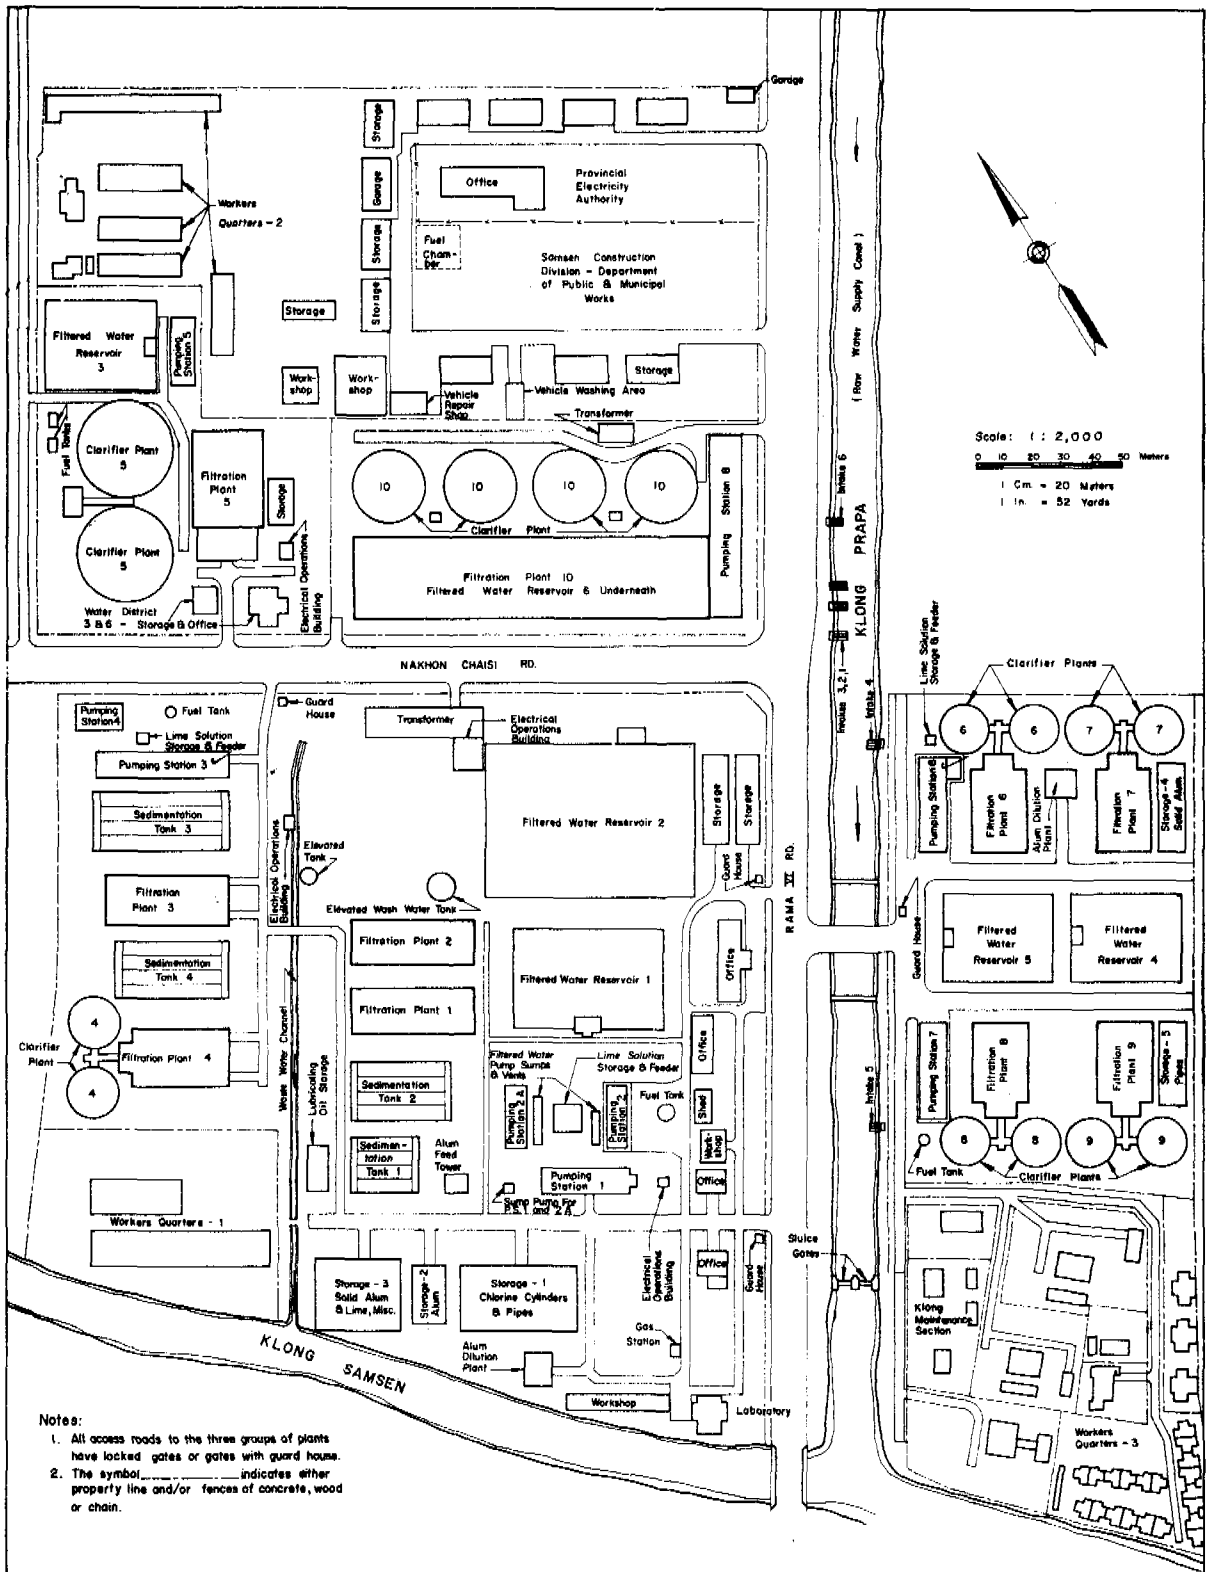 Garage
Storage
Garage
Storage
Storage
Office
Provincial
Electricity
Authority
Fuel
Cham-
ber
Samsen Construction
Division - Department
of Public & Municipal
Works
Workers
Quarters - 2
Storage
Filtered Water
Reservoir
3
Pumping
Station 5
Work-
shop
Work-
shop
Vehicle
Repair
Shop
Vehicle Washing Area
Storage
Transformer
(Raw Water Supply Canal)
KLONG PRAPA
Scale: 1 : 2,000
0 10 20 30 40 50 Meters
1 Cm. = 20 Meters
1 In. = 52 Yards
Fuel Tanks
Clarifier Plant
5
Clarifier Plant
5
Filtration
Plant
5
Storage
Electrical Operations
Building
Water District
3 & 6 - Storage & Office
10
10
10
10
Clarifier Plant
Pumping Station 8
Filtration Plant 10
Filtered Water Reservoir 6 Underneath
Intake 6
Intakes 3,2,1
Intake 4
NAKHON CHAISI RD.
RAMA VI RD.
Pumping
Station 4
Fuel Tank
Lime Solution
Storage & Feeder
Pumping Station 3
Guard
House
Transformer
Electrical
Operations
Building
Sedimentation
Tank 3
Electrical Operations
Building
Elevated
Tank
Elevated Wash Water Tank
Filtered Water Reservoir 2
Storage
Storage
Guard
House
Filtration
Plant 3
Filtration Plant 2
Filtration Plant 1
Filtered Water Reservoir 1
Office
Sedimentation
Tank 4
Waste Water Channel
4
4
Clarifier
Plant
Filtration Plant 4
Lubricating
Oil Storage
Sedimentation
Tank 2
Sedimen-
tation
Tank 1
Alum
Feed
Tower
Filtered Water
Pump Sumps
& Vents
Lime Solution
Storage & Feeder
Pumping
Station 2 A
Pumping
Station 2
Fuel Tank
Office
Shed
Work-
shop
Office
Pumping
Station 1
Sump Pump For
P.S. 1 and 2 A
Workers Quarters - 1
Storage - 3
Solid Alum
& Lime, Misc.
Storage-2
Alum
Storage - 1
Chlorine Cylinders
& Pipes
Electrical
Operations
Building
Office
Guard
House
Gas
Station
Alum
Dilution
Plant
Workshop
Laboratory
KLONG SAMSEN
Lime Solution
Storage & Feeder
Clarifier Plants
6
6
7
7
Pumping Station 6
Filtration
Plant 6
Alum Dilution
Plant
Filtration
Plant 7
Storage-4
Solid Alum
Guard House
Filtered
Water
Reservoir 5
Filtered
Water
Reservoir 4
Pumping Station 7
Filtration
Plant 8
Filtration
Plant 9
Storage-5
Pipes
Intake 5
8
8
9
9
Fuel Tank
Clarifier Plants
Sluice
Gates
Klong
Maintenance
Section
Workers
Quarters - 3
Notes:
1. All access roads to the three groups of plants
have locked gates or gates with guard house.
2. The symbol indicates either
property line and/or fences of concrete, wood
or chain.